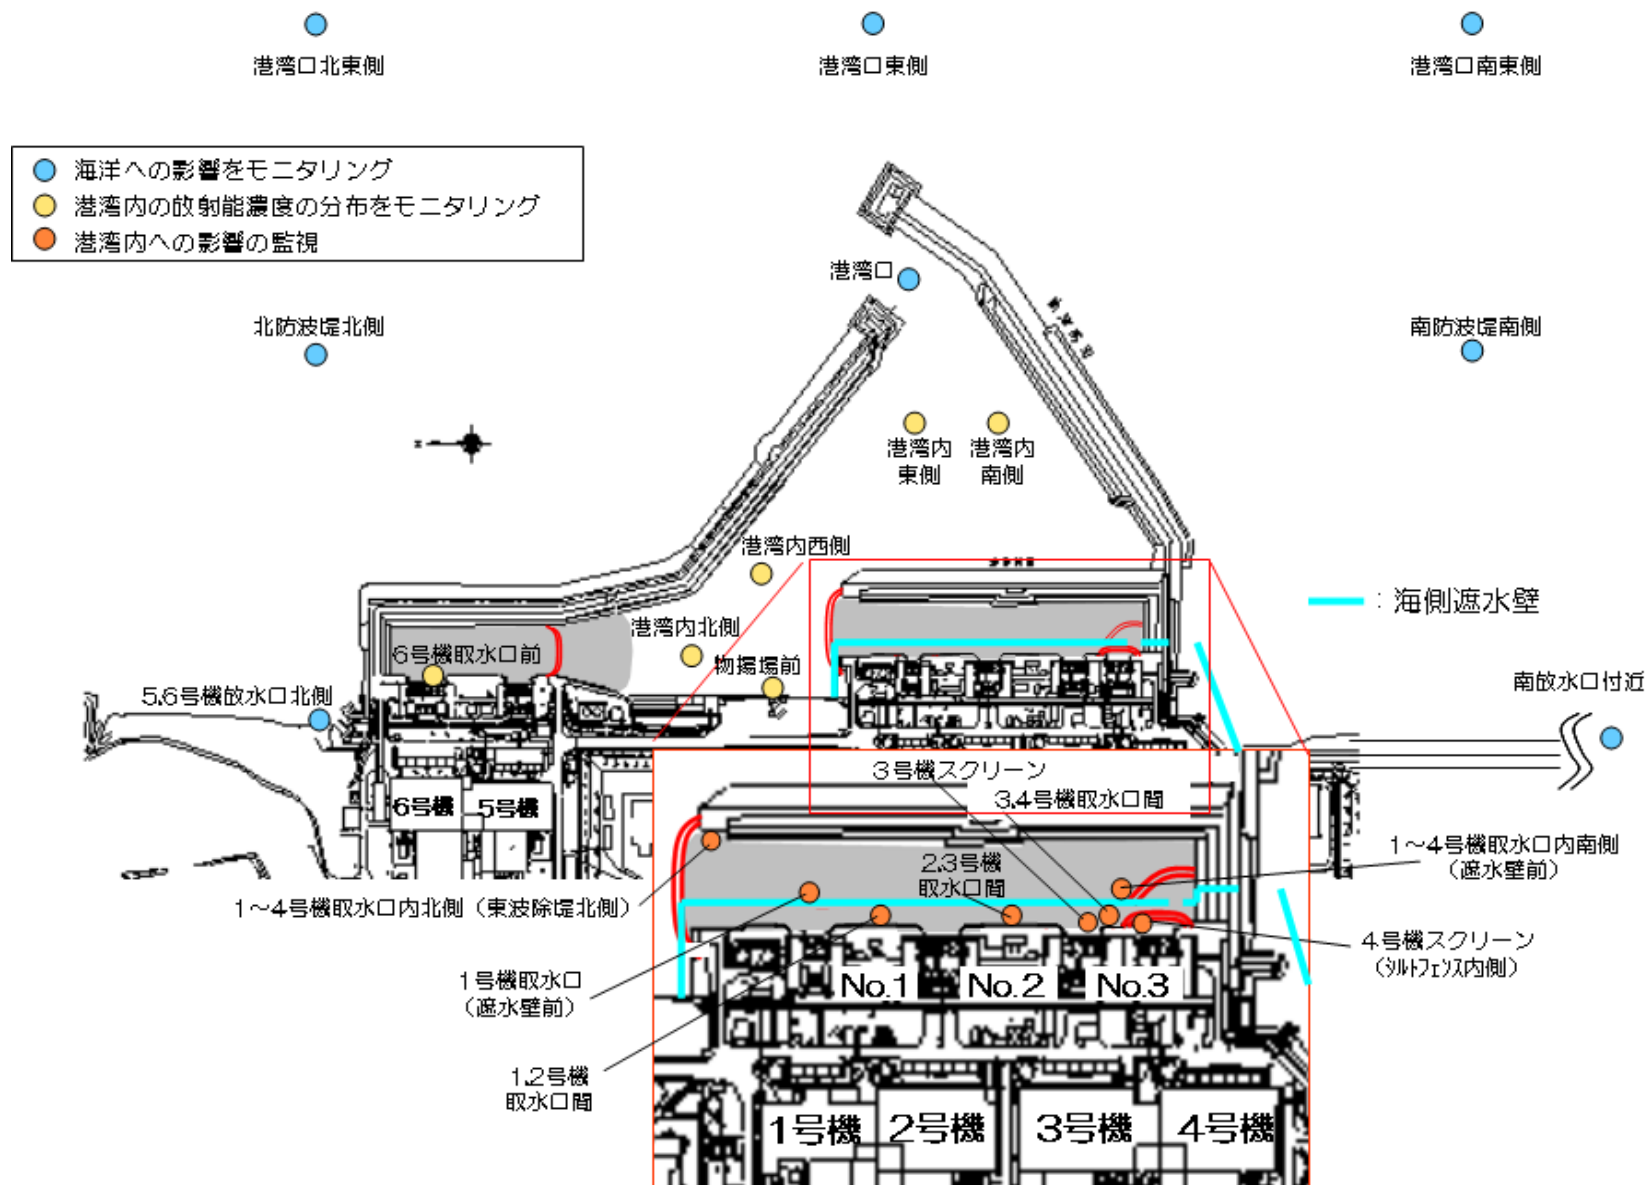 港湾口北東側
港湾口東側
港湾口南東側
海洋への影響をモニタリング
港湾内の放射能濃度の分布をモニタリング
港湾内への影響の監視
港湾口
北防波堤北側
南防波堤南側
港湾内
東側
港湾内
南側
港湾内西側
：海側遮水壁
港湾内北側
6号機取水口前
物揚場前
5,6号機放水口北側
南放水口付近
6号機
5号機
3号機スクリーン
3,4号機取水口間
1～4号機取水口内南側
（遮水壁前）
2,3号機
取水口間
1～4号機取水口内北側（東波除堤北側）
4号機スクリーン
（シルトフェンス内側）
1号機取水口
（遮水壁前）
No.1
No.2
No.3
1,2号機
取水口間
1号機
2号機
3号機
4号機